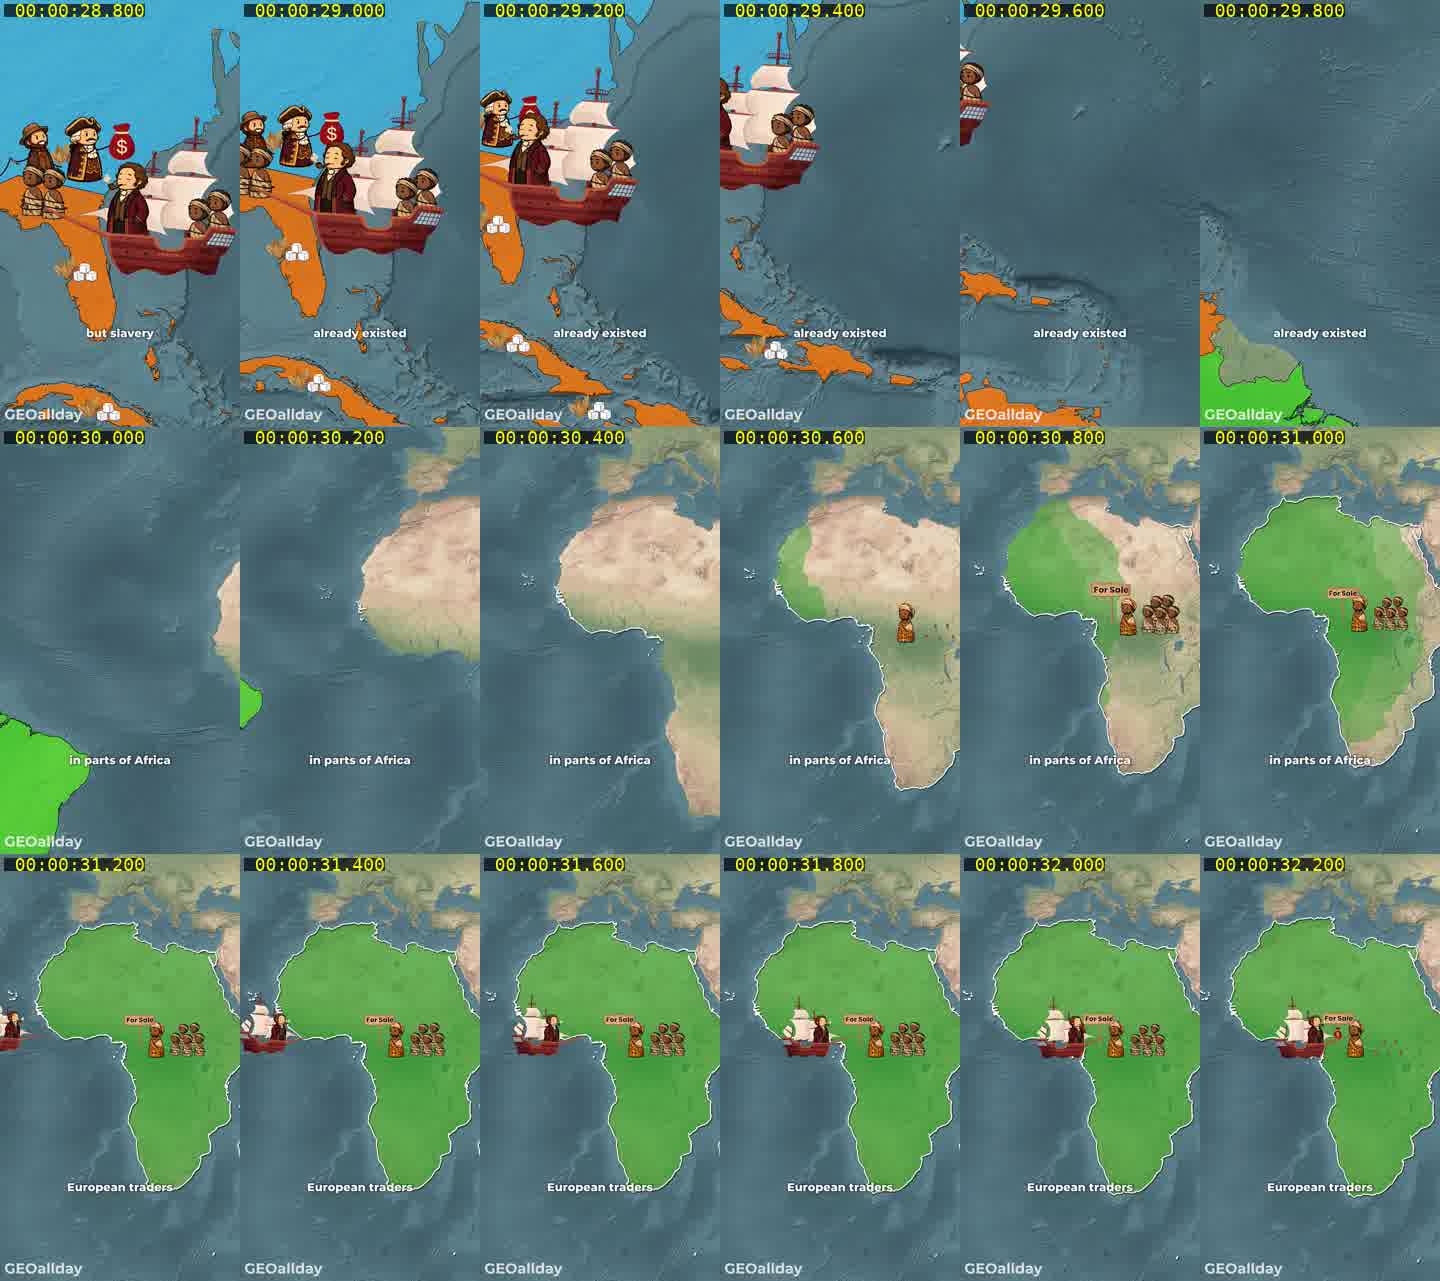 00:00:28.800
00:00:29.000
00:00:29.200
00:00:29.400
00:00:29.600
00:00:29.800
$
$
but slavery
already existed
already existed
already existed
already existed
already existed
GEOallday
GEOallday
GEOallday
GEOallday
GEOallday
GEOallday
00:00:30.000
00:00:30.200
00:00:30.400
00:00:30.600
00:00:30.800
00:00:31.000
For Sale
For Sale
in parts of Africa
in parts of Africa
in parts of Africa
in parts of Africa
in parts of Africa
in parts of Africa
GEOallday
GEOallday
GEOallday
GEOallday
GEOallday
GEOallday
00:00:31.200
00:00:31.400
00:00:31.600
00:00:31.800
00:00:32.000
00:00:32.200
For Sale
For Sale
For Sale
For Sale
For Sale
For Sale
European traders
European traders
European traders
European traders
European traders
European traders
GEOallday
GEOallday
GEOallday
GEOallday
GEOallday
GEOallday